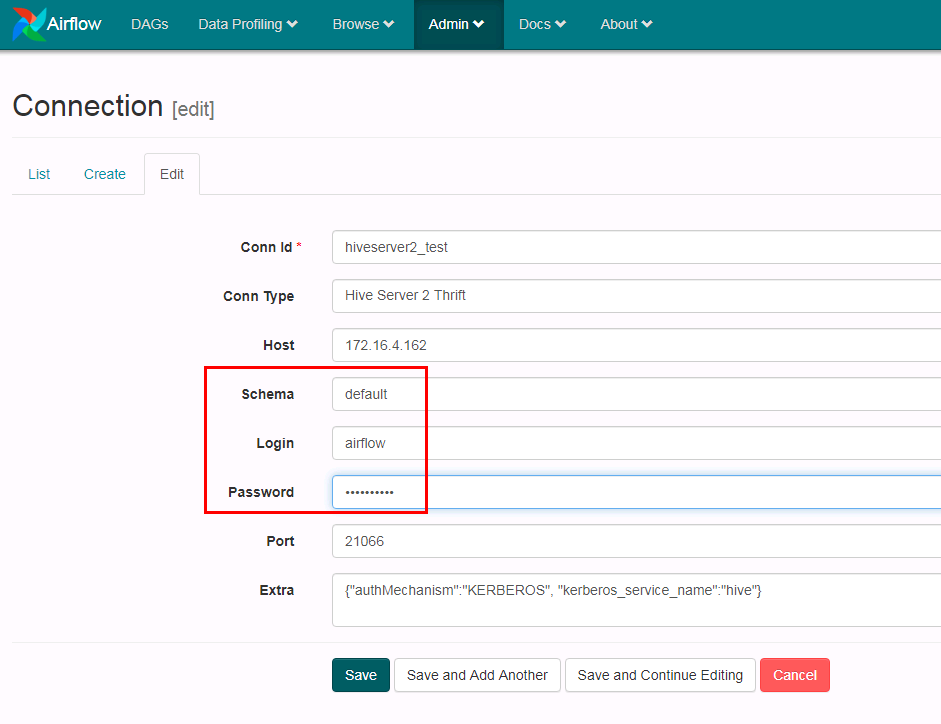 Airflow DAGs Data Profiling Browse Admin Docs About
Connection [edit]
List Create Edit
Conn Id * hiveserver2_test
Conn Type Hive Server 2 Thrift
Host 172.16.4.162
Schema default
Login airflow
Password ••••••••••
Port 21066
Extra {"authMechanism":"KERBEROS", "kerberos_service_name":"hive"}
Save Save and Add Another Save and Continue Editing Cancel